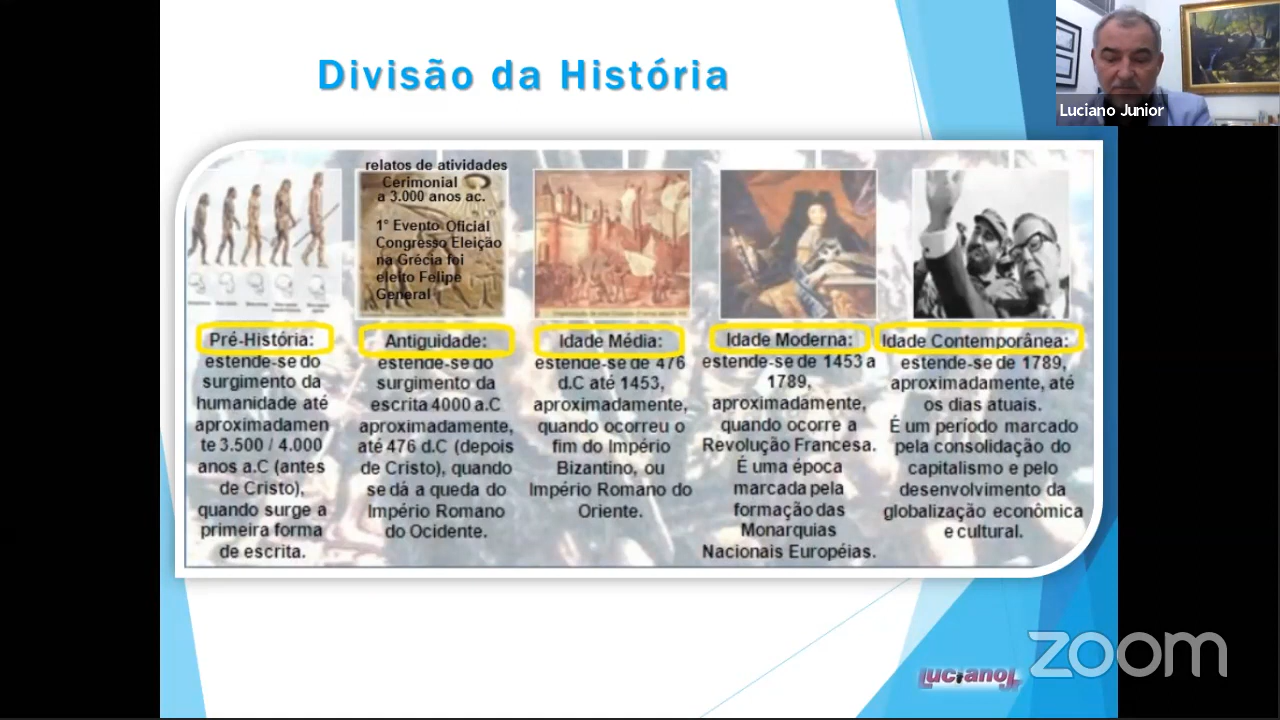 Divisão da História
Luciano Junior
relatos de atividades
Cerimonial
a 3.000 anos ac.
1° Evento Oficial
Congresso Eleição
na Grécia foi
eleito Felipe
General
Pré-História:
estende-se do
surgimento da
humanidade até
aproximadamen
te 3.500 / 4.000
anos a.C (antes
de Cristo),
quando surge a
primeira forma
de escrita.
Antiguidade:
estende-se do
surgimento da
escrita 4000 a.C
aproximadamente,
até 476 d.C (depois
de Cristo), quando
se dá a queda do
Império Romano
do Ocidente.
Idade Média:
estende-se de 476
d.C até 1453,
aproximadamente,
quando ocorreu o
fim do Império
Bizantino, ou
Império Romano do
Oriente.
Idade Moderna:
estende-se de 1453 a
1789,
aproximadamente,
quando ocorre a
Revolução Francesa.
É uma época
marcada pela
formação das
Monarquias
Nacionais Européias.
Idade Contemporânea:
estende-se de 1789,
aproximadamente, até
os dias atuais.
É um período marcado
pela consolidação do
capitalismo e pelo
desenvolvimento da
globalização econômica
e cultural.
LucianoJr
zoom